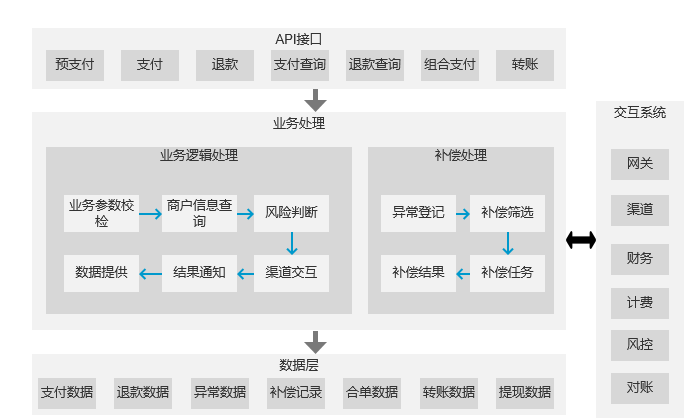 API接口
预支付
支付
退款
支付查询
退款查询
组合支付
转账
业务处理
业务逻辑处理
业务参数校
检
商户信息查
询
风险判断
数据提供
结果通知
渠道交互
补偿处理
异常登记
补偿筛选
补偿结果
补偿任务
数据层
支付数据
退款数据
异常数据
补偿记录
合单数据
转账数据
提现数据
交互系统
网关
渠道
财务
计费
风控
对账